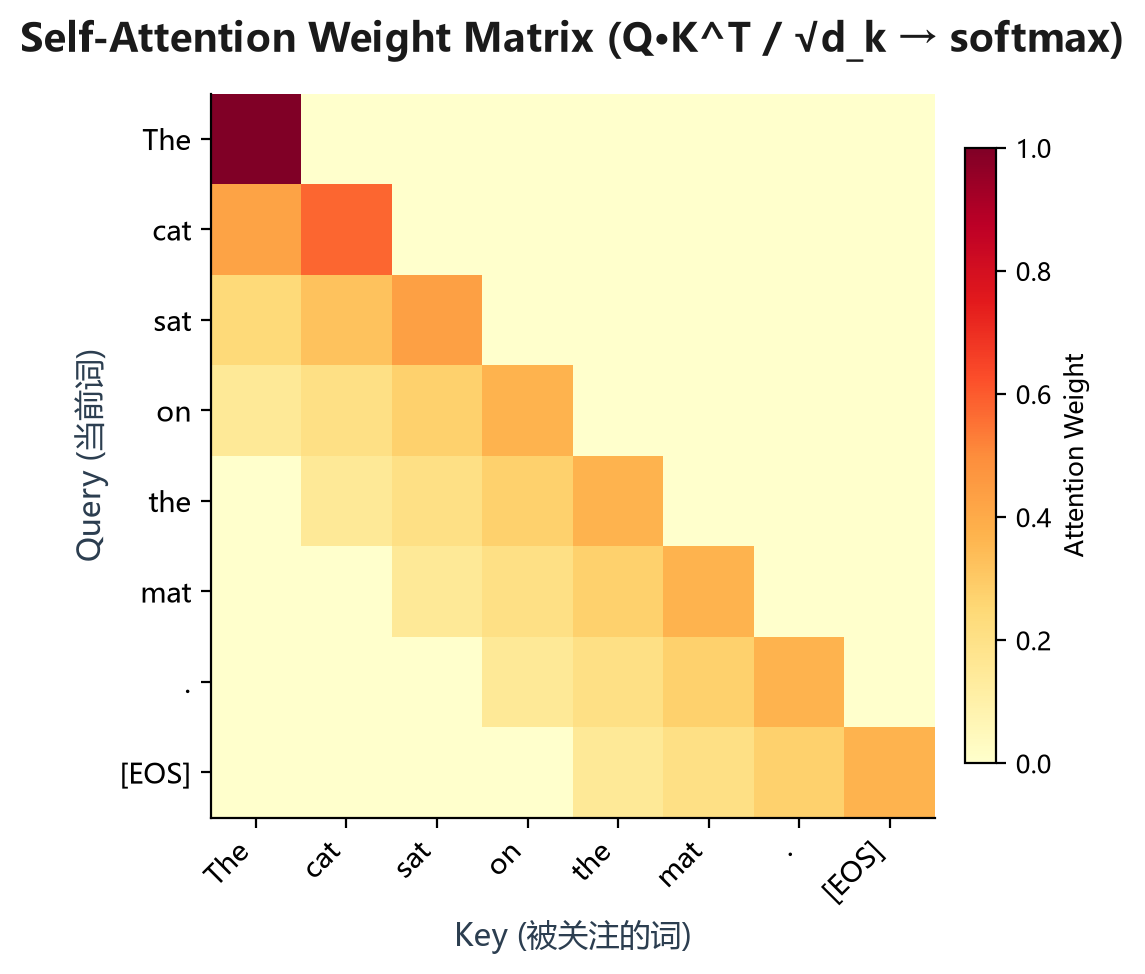 Self-Attention Weight Matrix (Q•K^T / √d_k → softmax)
The
cat
sat
on
the
mat
.
[EOS]
Query (当前词)
The
cat
sat
on
the
mat
.
[EOS]
Key (被关注的词)
1.0
0.8
0.6
0.4
0.2
0.0
Attention Weight